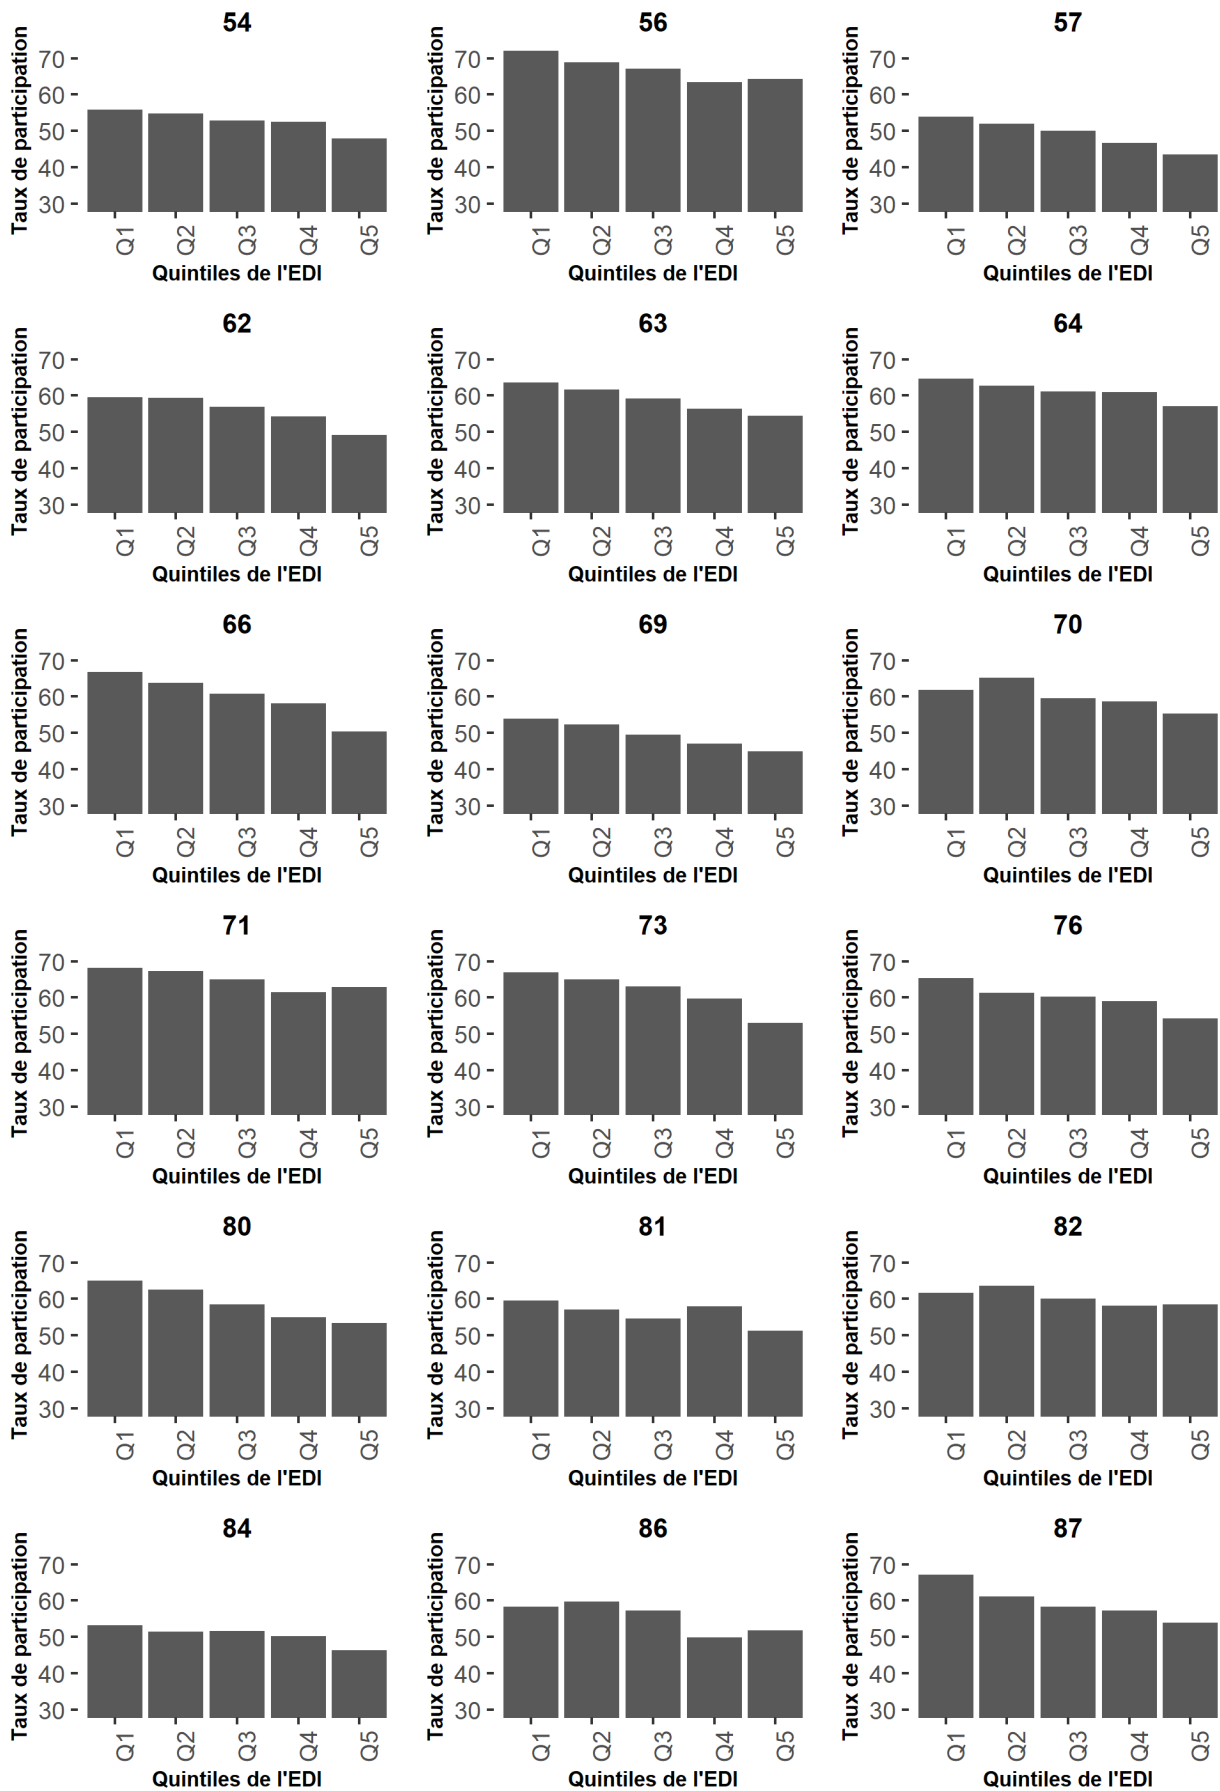 54 56 57
Taux de participation Taux de participation Taux de participation
70 70 70
60 60 60
50 50 50
40 40 40
30 30 30
Q1 Q2 Q3 Q4 Q5 Q1 Q2 Q3 Q4 Q5 Q1 Q2 Q3 Q4 Q5
Quintiles de l'EDI Quintiles de l'EDI Quintiles de l'EDI
62 63 64
Taux de participation Taux de participation Taux de participation
70 70 70
60 60 60
50 50 50
40 40 40
30 30 30
Q1 Q2 Q3 Q4 Q5 Q1 Q2 Q3 Q4 Q5 Q1 Q2 Q3 Q4 Q5
Quintiles de l'EDI Quintiles de l'EDI Quintiles de l'EDI
66 69 70
Taux de participation Taux de participation Taux de participation
70 70 70
60 60 60
50 50 50
40 40 40
30 30 30
Q1 Q2 Q3 Q4 Q5 Q1 Q2 Q3 Q4 Q5 Q1 Q2 Q3 Q4 Q5
Quintiles de l'EDI Quintiles de l'EDI Quintiles de l'EDI
71 73 76
Taux de participation Taux de participation Taux de participation
70 70 70
60 60 60
50 50 50
40 40 40
30 30 30
Q1 Q2 Q3 Q4 Q5 Q1 Q2 Q3 Q4 Q5 Q1 Q2 Q3 Q4 Q5
Quintiles de l'EDI Quintiles de l'EDI Quintiles de l'EDI
80 81 82
Taux de participation Taux de participation Taux de participation
70 70 70
60 60 60
50 50 50
40 40 40
30 30 30
Q1 Q2 Q3 Q4 Q5 Q1 Q2 Q3 Q4 Q5 Q1 Q2 Q3 Q4 Q5
Quintiles de l'EDI Quintiles de l'EDI Quintiles de l'EDI
84 86 87
Taux de participation Taux de participation Taux de participation
70 70 70
60 60 60
50 50 50
40 40 40
30 30 30
Q1 Q2 Q3 Q4 Q5 Q1 Q2 Q3 Q4 Q5 Q1 Q2 Q3 Q4 Q5
Quintiles de l'EDI Quintiles de l'EDI Quintiles de l'EDI